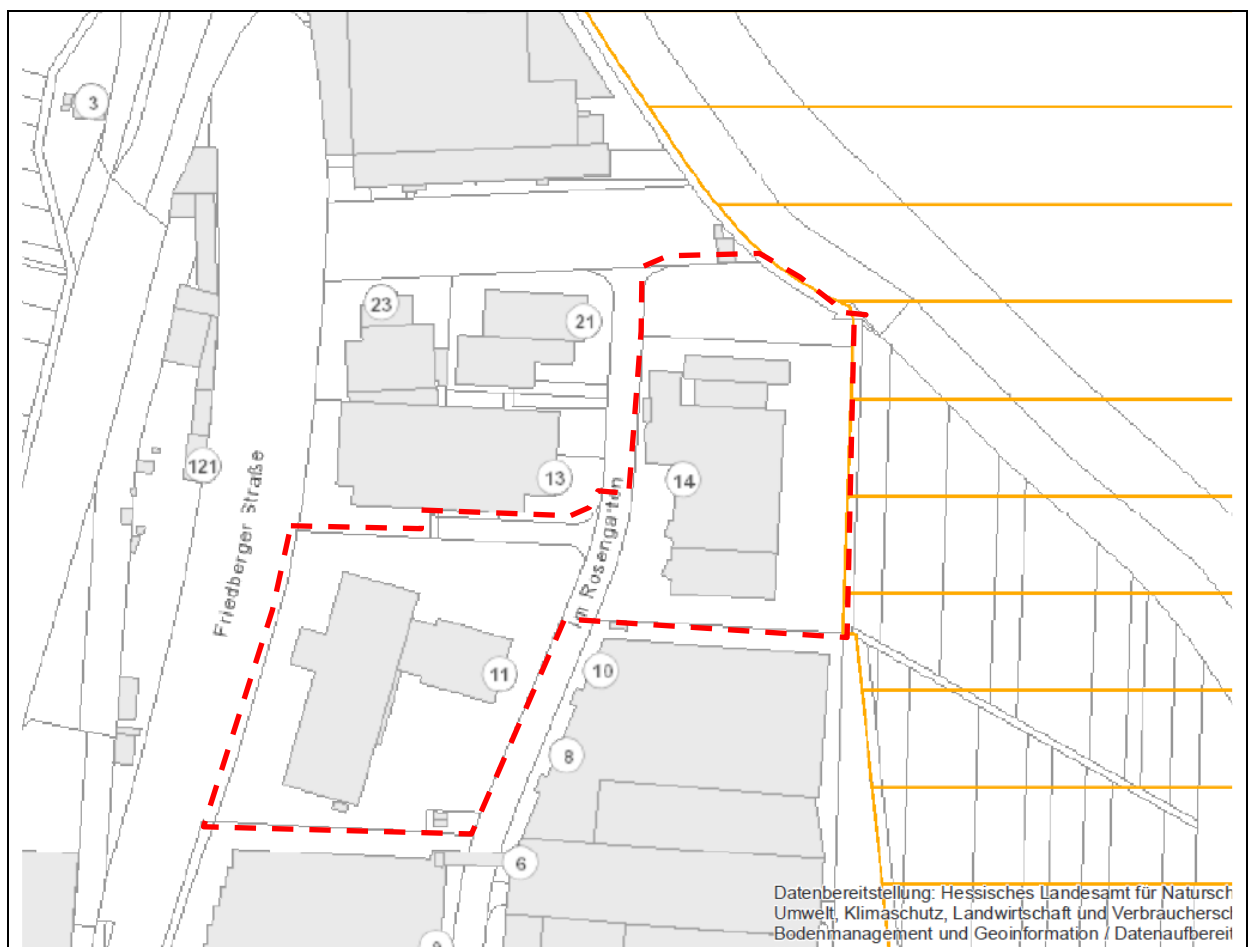 3
23
21
121
13
14
Friedberger Straße
Im Rosengarten
11
10
8
6
Datenbereitstellung: Hessisches Landesamt für Natursch
Umwelt, Klimaschutz, Landwirtschaft und Verbrauchersch
Bodenmanagement und Geoinformation / Datenaufbereit